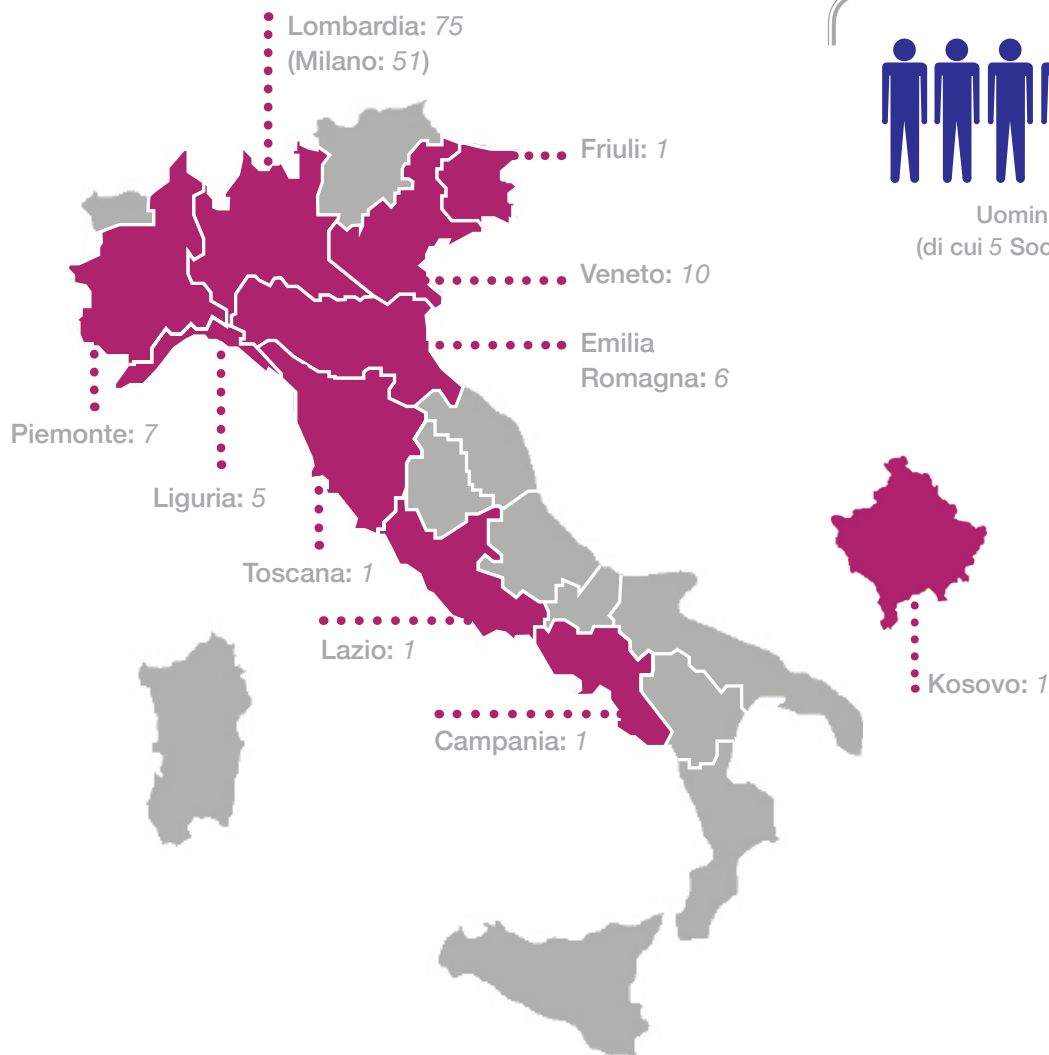 Lombardia: 75
(Milano: 51)
Friuli: 1
Uomin
(di cui 5 Soc
Veneto: 10
Emilia
Romagna: 6
Piemonte: 7
Liguria: 5
Toscana: 1
Lazio: 1
Kosovo: 1
Campania: 1